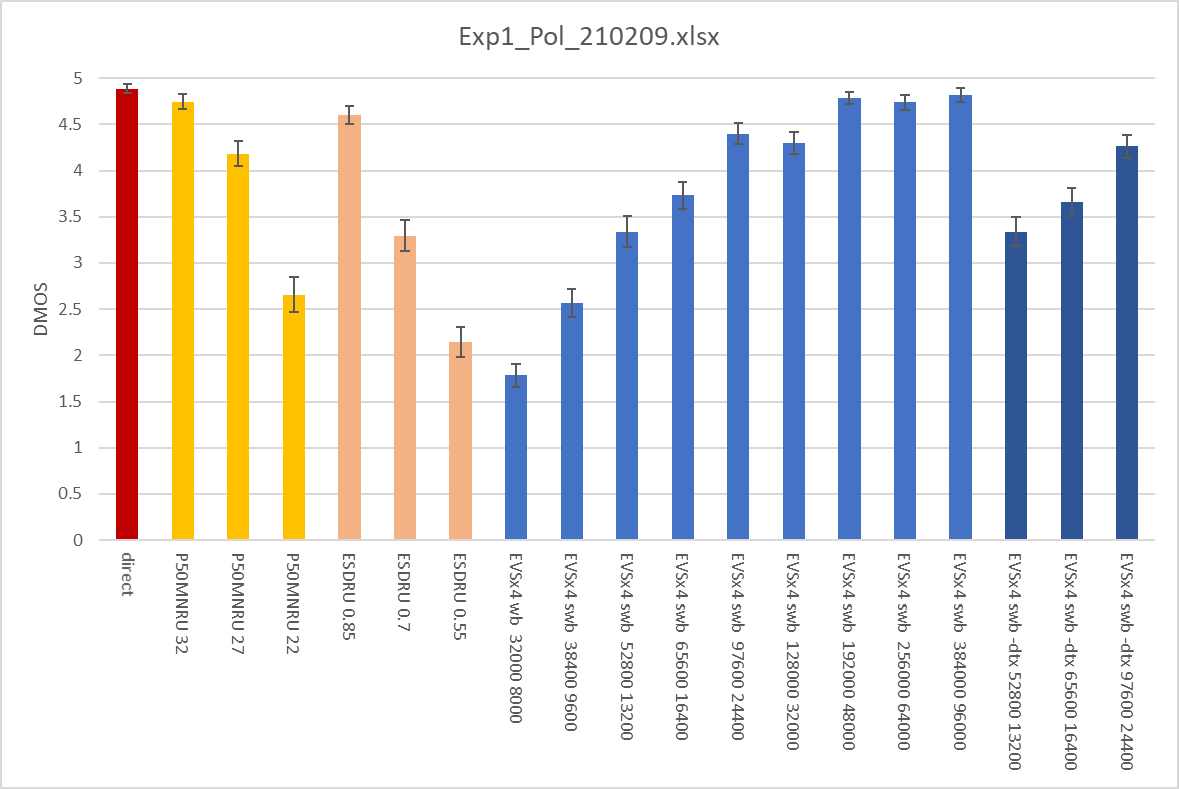 Exp1_Pol_210209.xlsx
5
4.5
4
3.5
3
2.5
2
1.5
1
0.5
0
DMOS
direct
P50MNRU 32
P50MNRU 27
P50MNRU 22
ESDRU 0.85
ESDRU 0.7
ESDRU 0.55
EVSx4 wb  32000 8000
EVSx4 swb  38400 9600
EVSx4 swb  52800 13200
EVSx4 swb  65600 16400
EVSx4 swb  97600 24400
EVSx4 swb  128000 32000
EVSx4 swb  192000 48000
EVSx4 swb  256000 64000
EVSx4 swb  384000 96000
EVSx4 swb -dtx 52800 13200
EVSx4 swb -dtx 65600 16400
EVSx4 swb -dtx 97600 24400